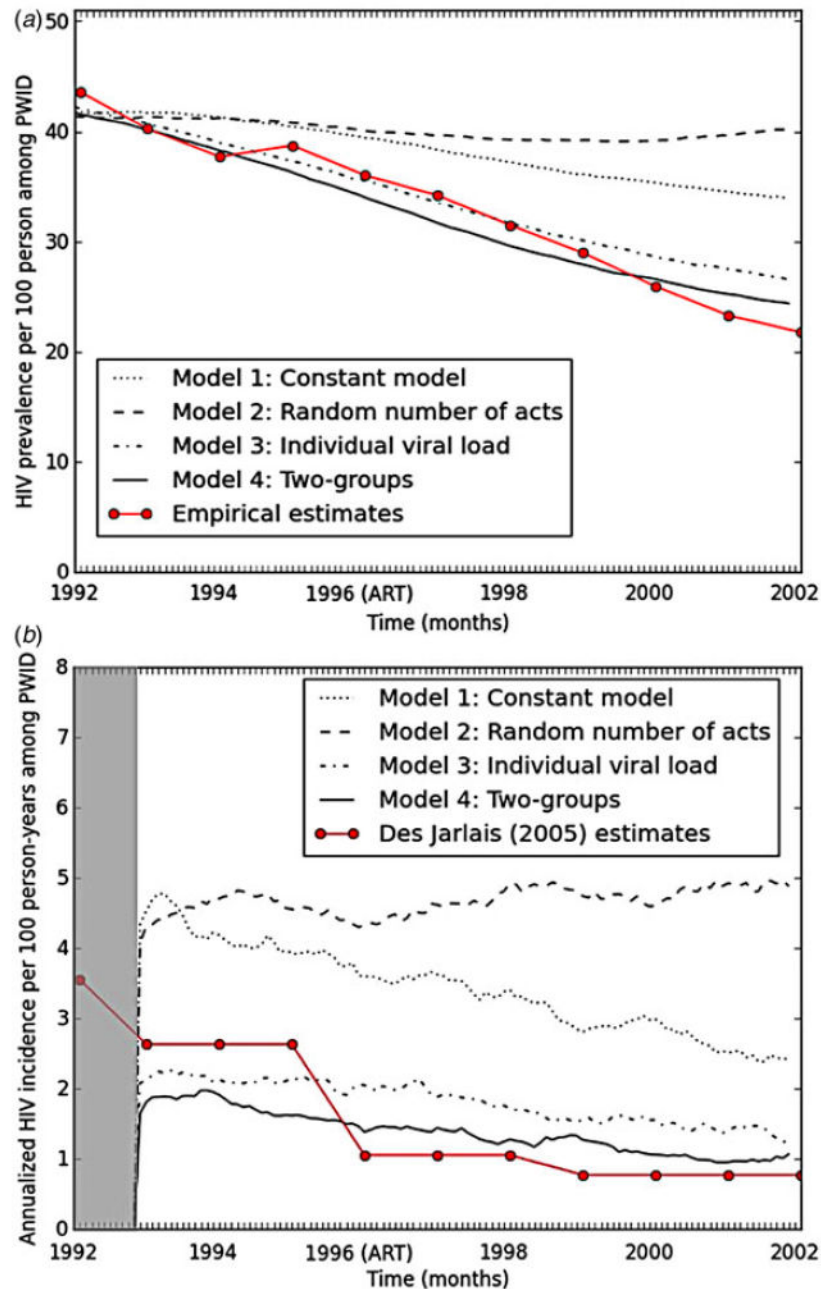 (a)
50
40
30
20
10
0
HIV prevalence per 100 person among PWID
Model 1: Constant model
Model 2: Random number of acts
Model 3: Individual viral load
Model 4: Two-groups
Empirical estimates
1992 1994 1996 (ART) 1998 2000 2002
Time (months)
(b)
8
7
6
5
4
3
2
1
0
Annualized HIV incidence per 100 person-years among PWID
Model 1: Constant model
Model 2: Random number of acts
Model 3: Individual viral load
Model 4: Two-groups
Des Jarlais (2005) estimates
1992 1994 1996 (ART) 1998 2000 2002
Time (months)